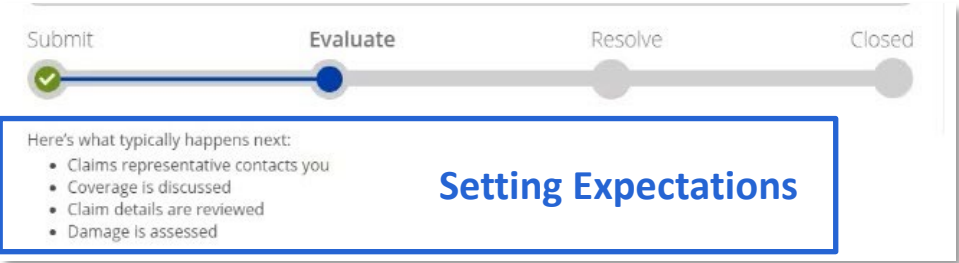 Submit Evaluate Resolve Closed
Here's what typically happens next:
• Claims representative contacts you
• Coverage is discussed
• Claim details are reviewed
• Damage is assessed
Setting Expectations